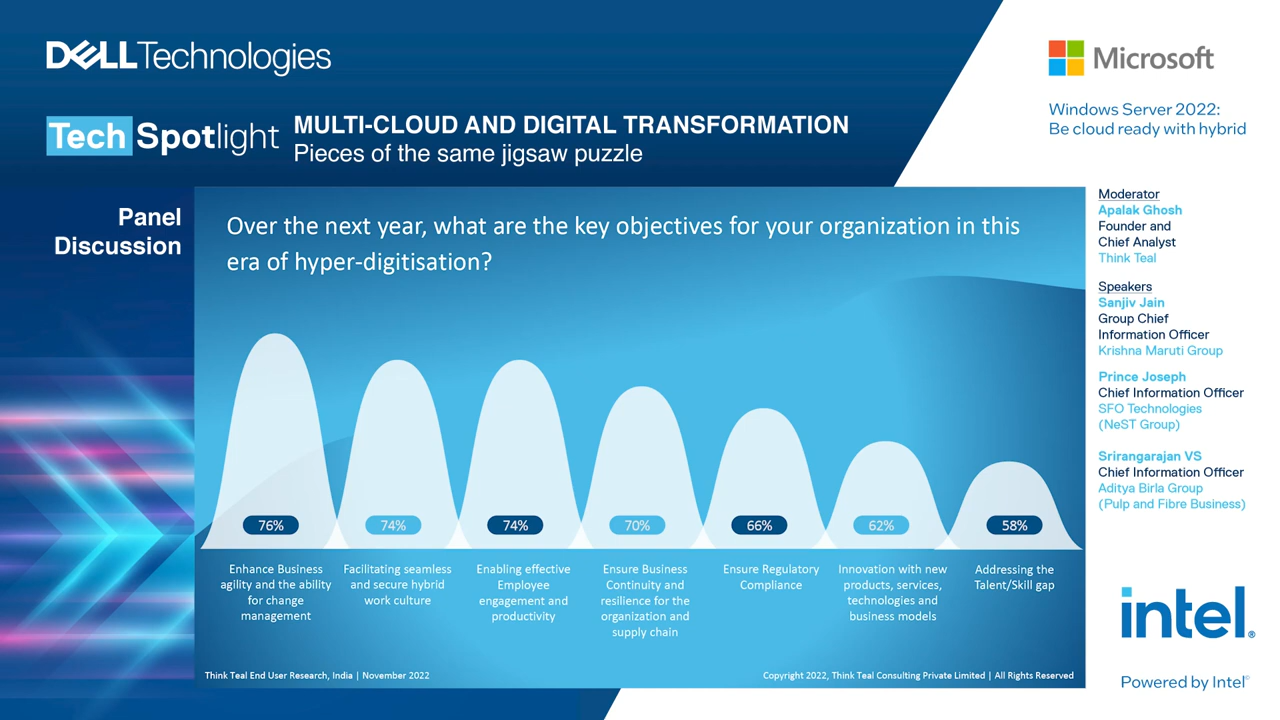 DELL Technologies
Microsoft
Windows Server 2022:
Be cloud ready with hybrid
Tech Spotlight
MULTI-CLOUD AND DIGITAL TRANSFORMATION
Pieces of the same jigsaw puzzle
Panel
Discussion
Over the next year, what are the key objectives for your organization in this
era of hyper-digitisation?
76%
74%
74%
70%
66%
62%
58%
Enhance Business
agility and the ability
for change
management
Facilitating seamless
and secure hybrid
work culture
Enabling effective
Employee
engagement and
productivity
Ensure Business
Continuity and
resilience for the
organization and
supply chain
Ensure Regulatory
Compliance
Innovation with new
products, services,
technologies and
business models
Addressing the
Talent/Skill gap
Think Teal End User Research, India | November 2022
Copyright 2022, Think Teal Consulting Private Limited | All Rights Reserved
Moderator
Apalak Ghosh
Founder and
Chief Analyst
Think Teal
Speakers
Sanjiv Jain
Group Chief
Information Officer
Krishna Maruti Group
Prince Joseph
Chief Information Officer
SFO Technologies
(NeST Group)
Srirangarajan VS
Chief Information Officer
Aditya Birla Group
(Pulp and Fibre Business)
intel®
Powered by Intel©